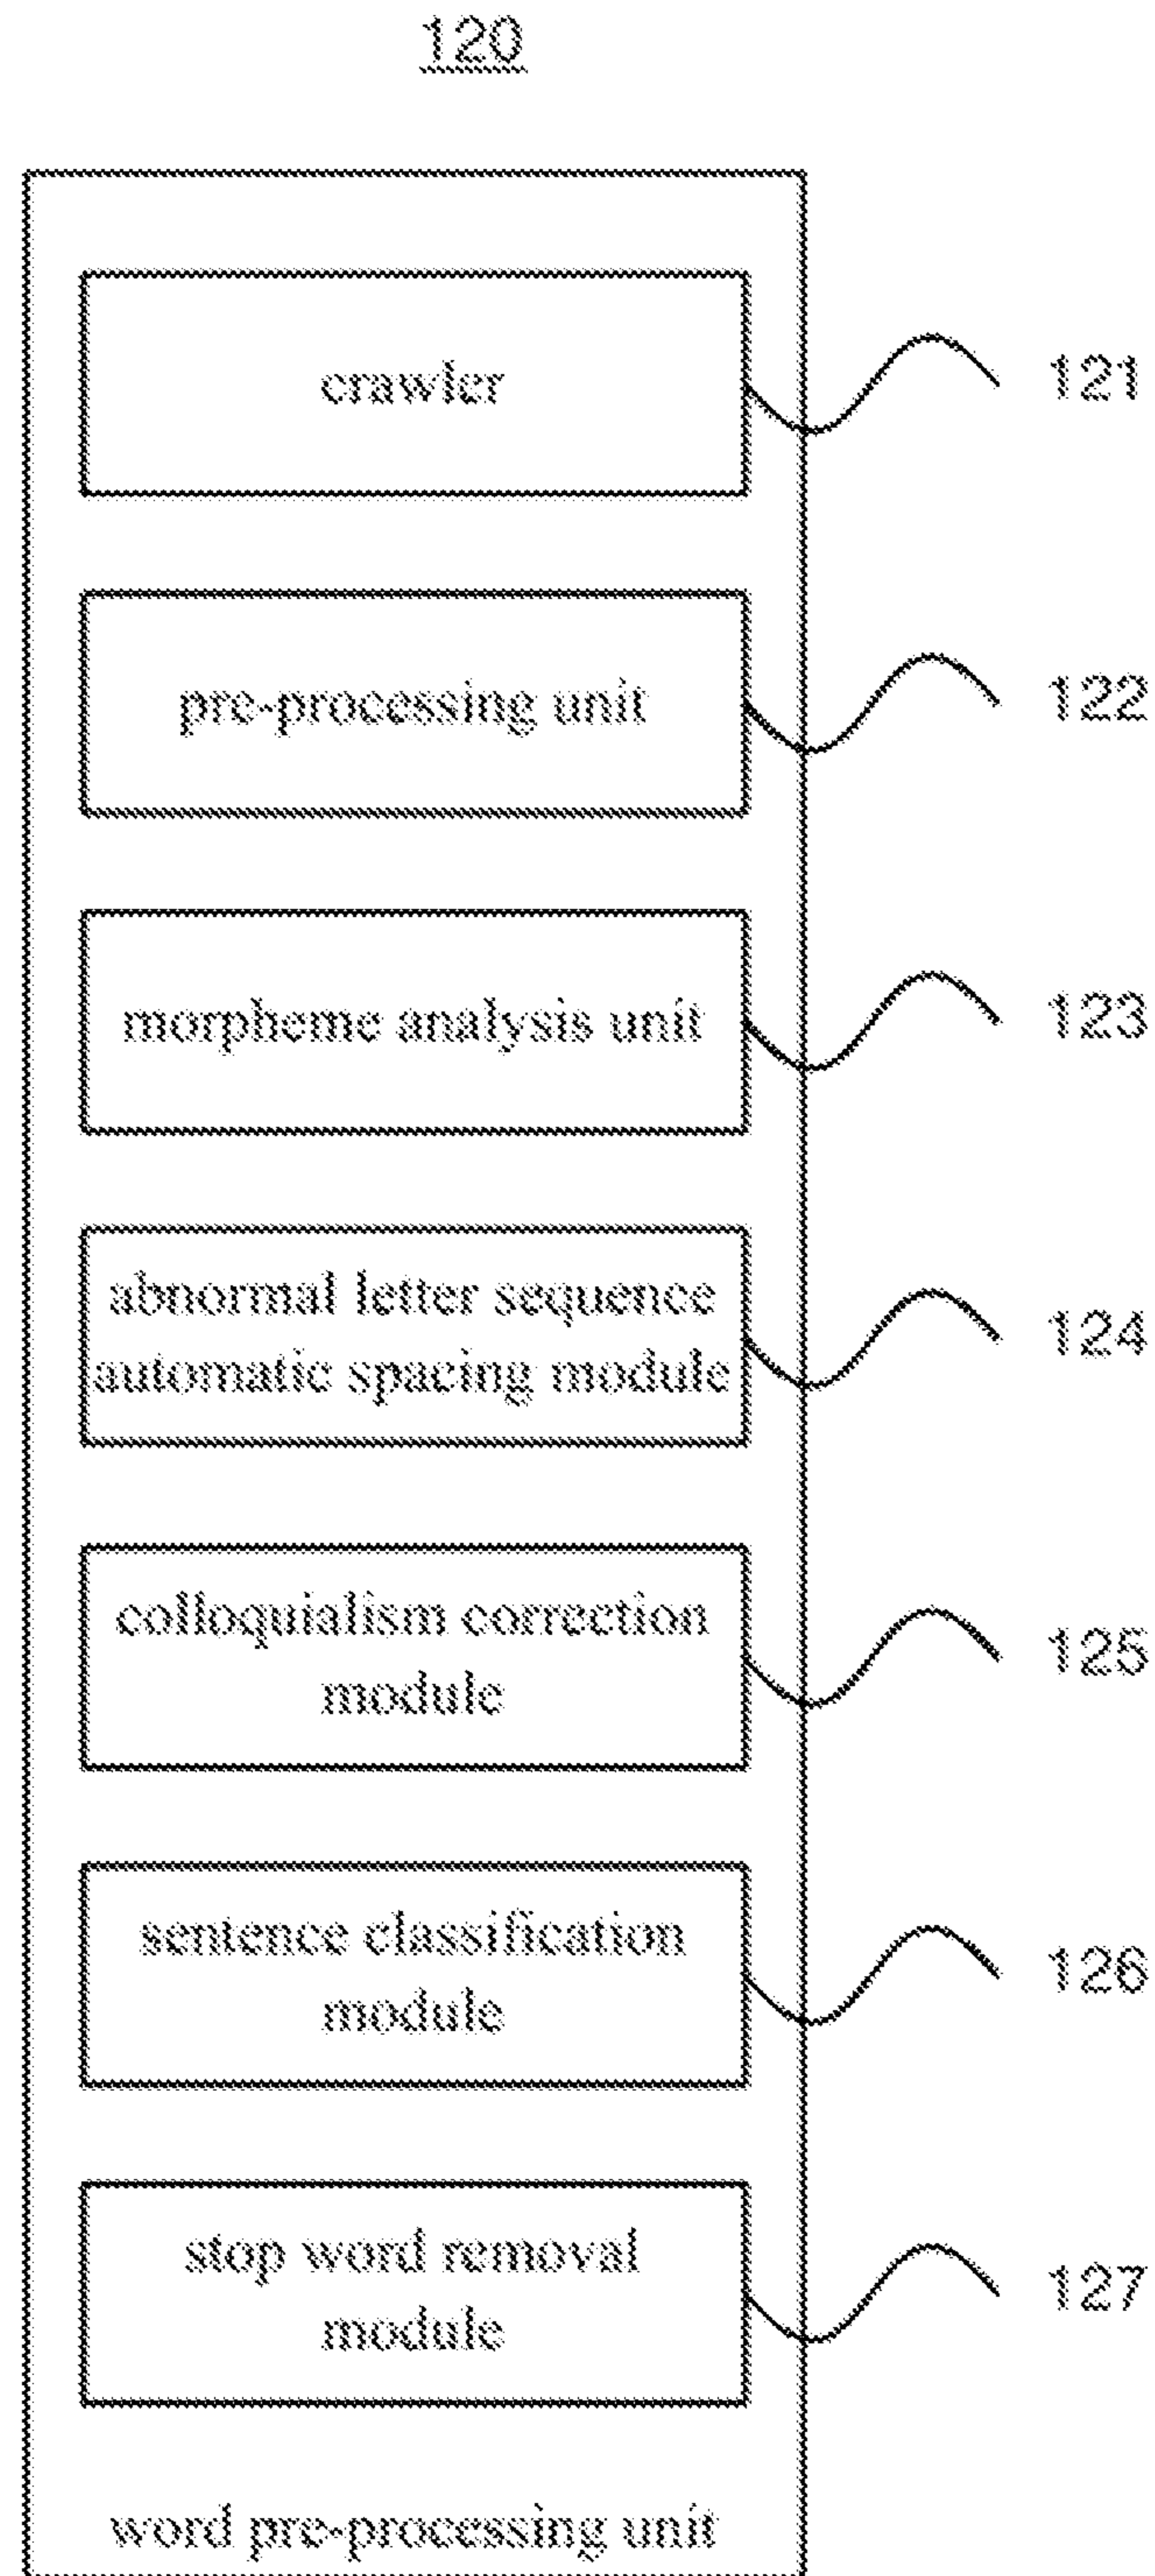 120
crawler
121
pre-processing unit
122
morpheme analysis unit
123
abnormal letter sequence
automatic spacing module
124
colloquialism correction
module
125
sentence classification
module
126
stop word removal
module
127
word pre-processing unit